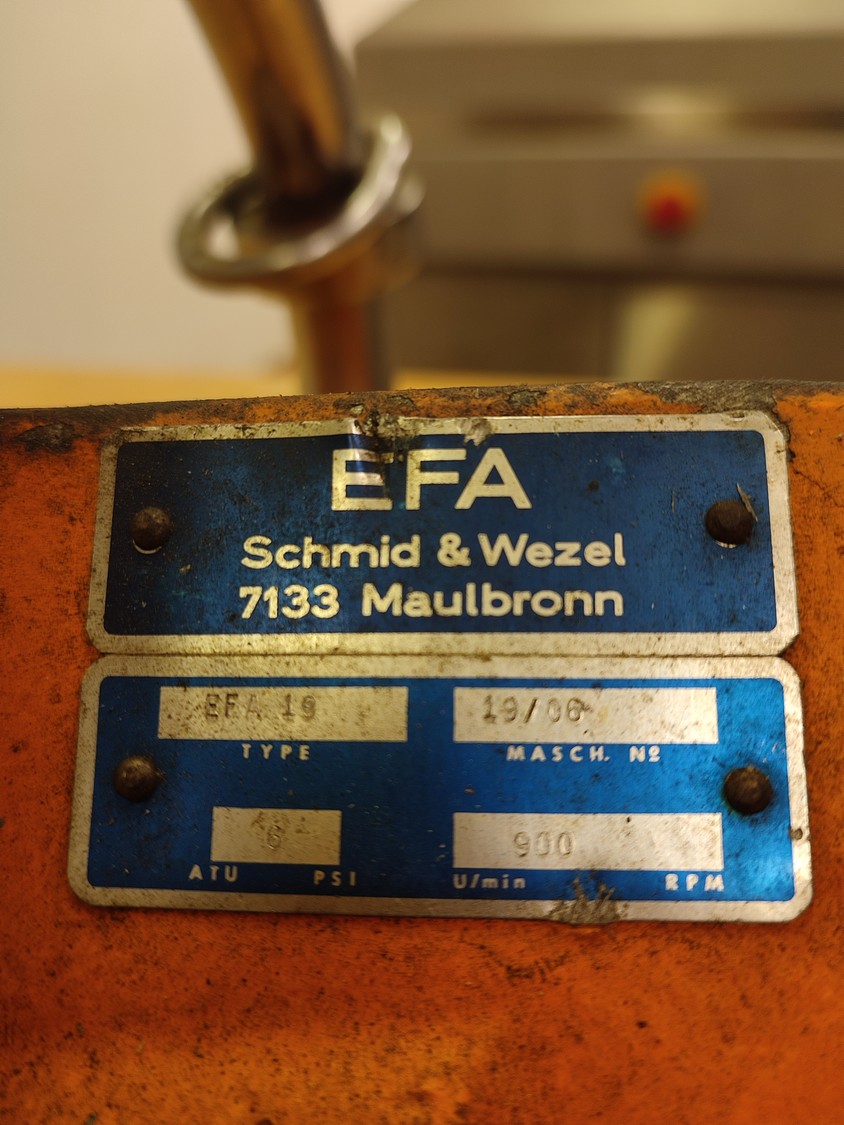 EFA
Schmid & Wezel
7133 Maulbronn
EFA 19 19/06
TYPE MASCH. Nº
6 900
ATU PSI U/min RPM